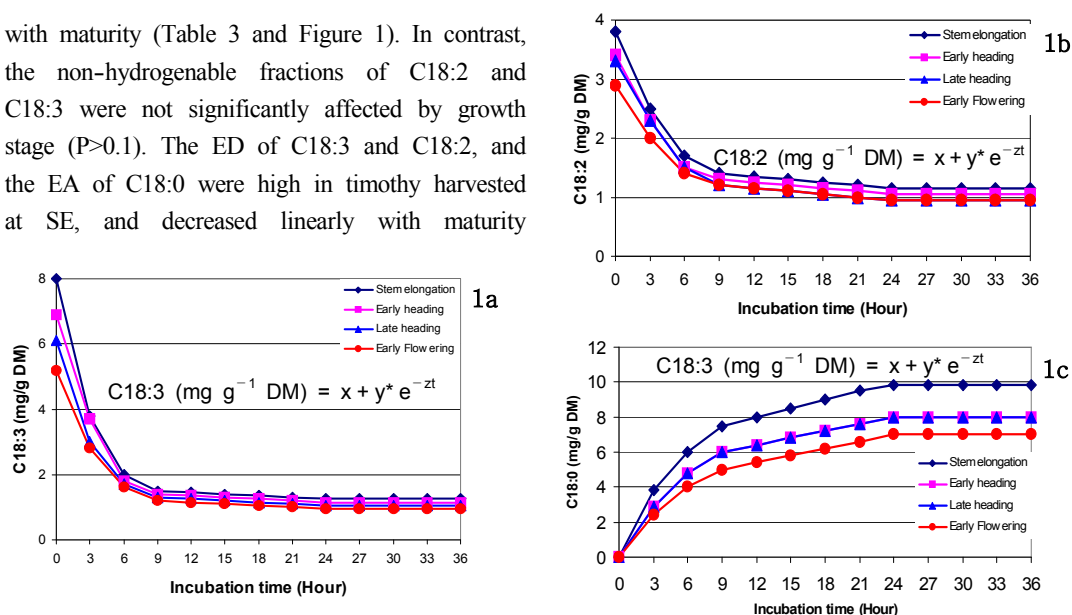 with maturity (Table 3 and Figure 1). In contrast,
the non-hydrogenable fractions of C18:2 and
C18:3 were not significantly affected by growth
stage (P>0.1). The ED of C18:3 and C18:2, and
the EA of C18:0 were high in timothy harvested
at SE, and decreased linearly with maturity
1a
C18:3 (mg/g DM)
8
6
4
2
0
Stem elongation
Early heading
Late heading
Early Flowering
C18:3 (mg g⁻¹ DM) = x + y* e⁻ᶻᵗ
0 3 6 9 12 15 18 21 24 27 30 33 36
Incubation time (Hour)
1b
C18:2 (mg/g DM)
4
3
2
1
0
Stem elongation
Early heading
Late heading
Early Flowering
C18:2 (mg g⁻¹ DM) = x + y* e⁻ᶻᵗ
0 3 6 9 12 15 18 21 24 27 30 33 36
Incubation time (Hour)
1c
C18:0 (mg/g DM)
12
10
8
6
4
2
0
C18:3 (mg g⁻¹ DM) = x + y* e⁻ᶻᵗ
Stem elongation
Early heading
Late heading
Early Flowering
0 3 6 9 12 15 18 21 24 27 30 33 36
Incubation time (Hour)